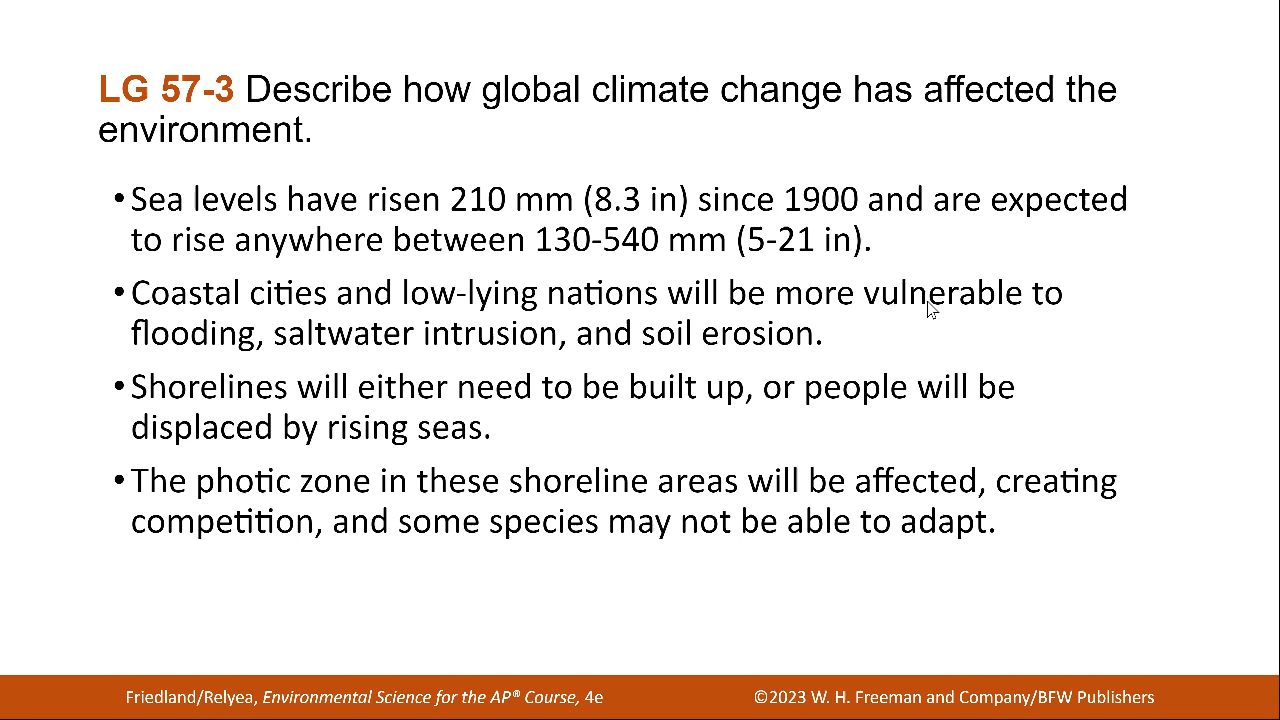 LG 57-3 Describe how global climate change has affected the
environment.
•Sea levels have risen 210 mm (8.3 in) since 1900 and are expected
to rise anywhere between 130-540 mm (5-21 in).
•Coastal cities and low-lying nations will be more vulnerable to
flooding, saltwater intrusion, and soil erosion.
•Shorelines will either need to be built up, or people will be
displaced by rising seas.
•The photic zone in these shoreline areas will be affected, creating
competition, and some species may not be able to adapt.
Friedland/Relyea, Environmental Science for the AP® Course, 4e
©2023 W. H. Freeman and Company/BFW Publishers